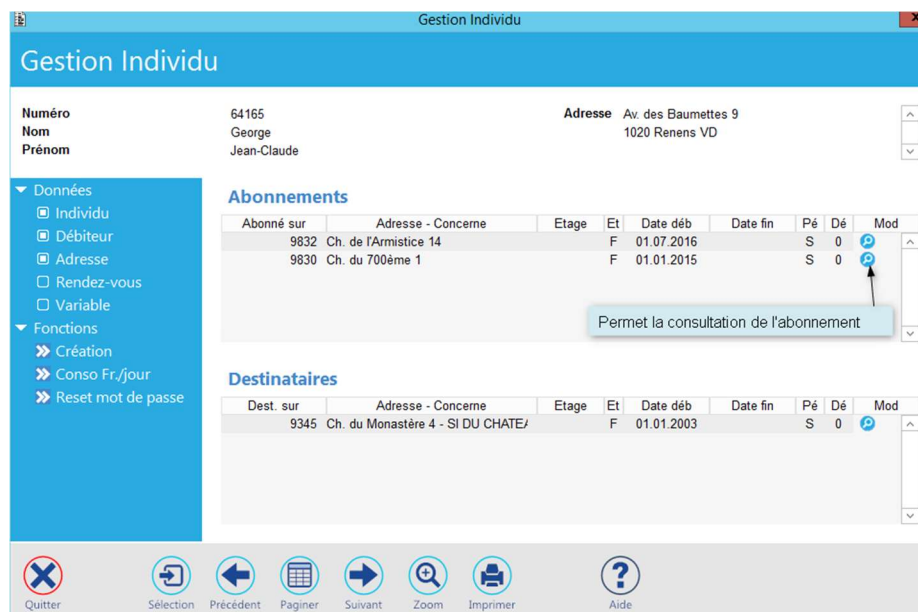 Gestion Individu
Gestion Individu
Numéro 64165 Adresse Av. des Baumettes 9
Nom George 1020 Renens VD
Prénom Jean-Claude
Données
Individu
Débiteur
Adresse
Rendez-vous
Variable
Fonctions
Création
Conso Fr./jour
Reset mot de passe
Abonnements
Abonné sur Adresse - Concerne Etage Et Date déb Date fin Pé Dé Mod
9832 Ch. de l'Armistice 14 F 01.07.2016 S 0
9830 Ch. du 700ème 1 F 01.01.2015 S 0
Permet la consultation de l'abonnement
Destinataires
Dest. sur Adresse - Concerne Etage Et Date déb Date fin Pé Dé Mod
9345 Ch. du Monastère 4 - SI DU CHATE F 01.01.2003 S 0
Quitter Sélection Précédent Paginer Suivant Zoom Imprimer Aide